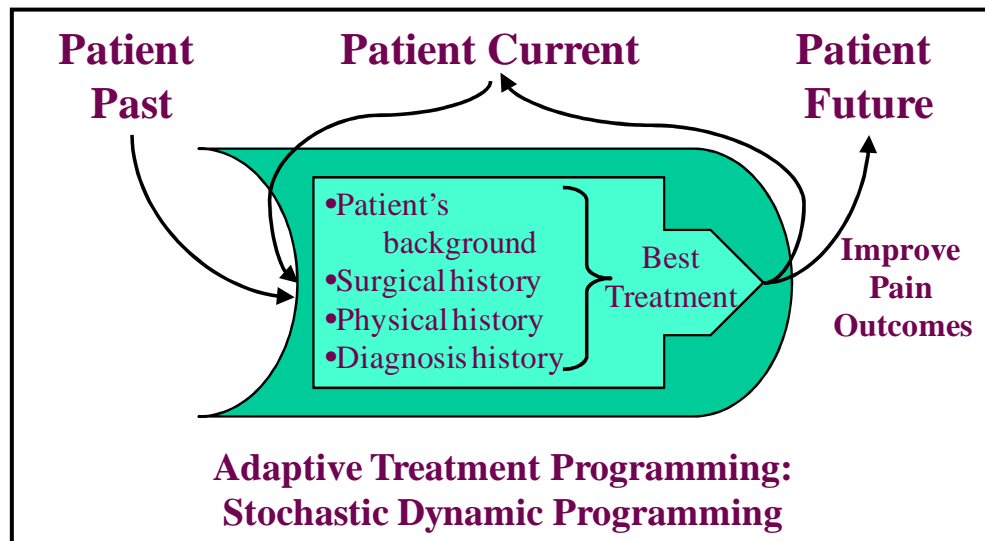 Patient
Past
Patient Current
Patient
Future
•Patient's
background
•Surgical history
•Physical history
•Diagnosis history
Best
Treatment
Improve
Pain
Outcomes
Adaptive Treatment Programming:
Stochastic Dynamic Programming